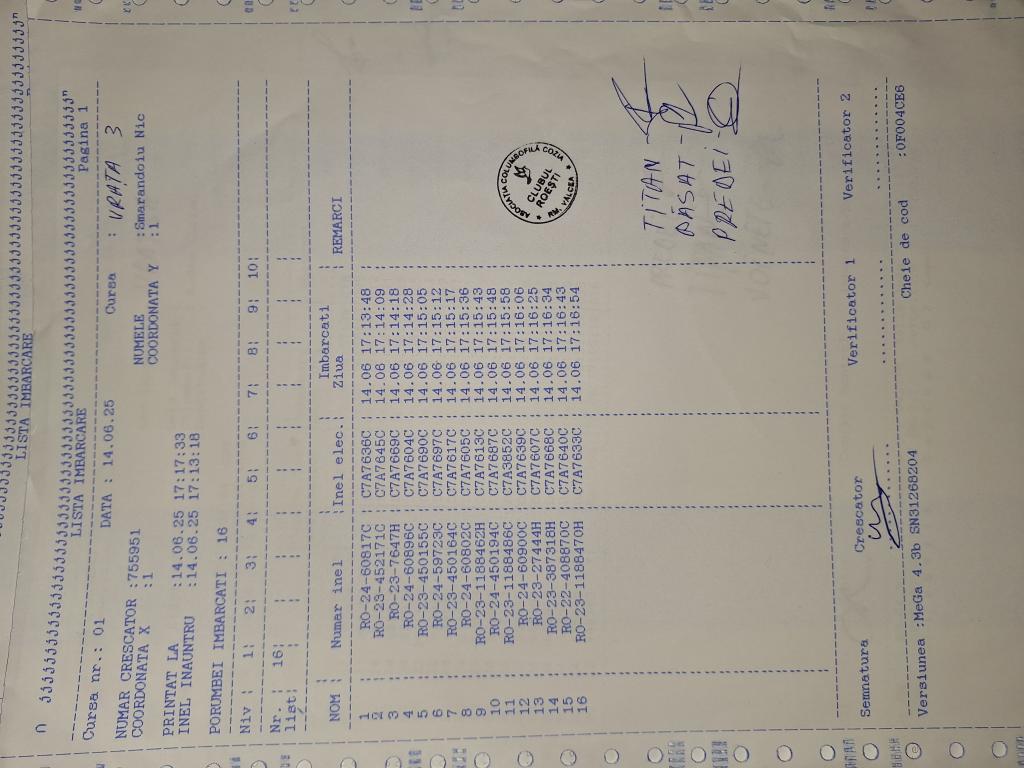 LISTA IMBARCARE
LISTA IMBARCARE Pagina 1
Cursa nr.: 01 DATA : 14.06.25 Cursa : VRATA 3
NUMAR CRESCATOR :755951 NUMELE :Smarandoiu Nic
COORDONATA X :1 COORDONATA Y :1
PRINTAT LA :14.06.25 17:17:33
INEL INAUNTRU :14.06.25 17:13:18
PORUMBEI IMBARCATI : 16
Niv ¦ 1¦ 2¦ 3¦ 4¦ 5¦ 6¦ 7¦ 8¦ 9¦ 10¦
Nr. ¦ 16¦ ¦ ¦ ¦ ¦ ¦ ¦ ¦ ¦ ¦
list¦ ¦ ¦ ¦ ¦ ¦ ¦ ¦ ¦ ¦ ¦
Imbarcati
NOM ¦ Numar inel ¦Inel elec.¦ Ziua ¦ REMARCI
1 ¦ RO-24-60817C ¦ C7A7636C ¦ 14.06 17:13:48 ¦
2 ¦ RO-23-452171C ¦ C7A7645C ¦ 14.06 17:14:09 ¦
3 ¦ RO-23-7647H ¦ C7A7669C ¦ 14.06 17:14:18 ¦
4 ¦ RO-24-60896C ¦ C7A7604C ¦ 14.06 17:14:28 ¦
5 ¦ RO-23-450155C ¦ C7A7690C ¦ 14.06 17:15:05 ¦
6 ¦ RO-24-59723C ¦ C7A7697C ¦ 14.06 17:15:12 ¦
7 ¦ RO-23-450164C ¦ C7A7617C ¦ 14.06 17:15:17 ¦
8 ¦ RO-24-60802C ¦ C7A7605C ¦ 14.06 17:15:36 ¦
9 ¦ RO-23-1188462H ¦ C7A7613C ¦ 14.06 17:15:43 ¦
10 ¦ RO-24-450194C ¦ C7A7687C ¦ 14.06 17:15:48 ¦
11 ¦ RO-23-1188486C ¦ C7A3852C ¦ 14.06 17:15:58 ¦
12 ¦ RO-24-60900C ¦ C7A7639C ¦ 14.06 17:16:06 ¦
13 ¦ RO-23-27444H ¦ C7A7607C ¦ 14.06 17:16:25 ¦
14 ¦ RO-23-387318H ¦ C7A7668C ¦ 14.06 17:16:34 ¦
15 ¦ RO-22-408870C ¦ C7A7640C ¦ 14.06 17:16:43 ¦
16 ¦ RO-23-1188470H ¦ C7A7633C ¦ 14.06 17:16:54 ¦
ASOCIATIA COLUMBOFILĂ COZIA
CLUBUL
ROEȘTI
RM. VÂLCEA
TITAN -
PASAT -
PREDEI -
Semnatura Crescator Verificator 1 Verificator 2
Versiunea :MeGa 4.3b SN31268204 Cheie de cod :0F004CE6